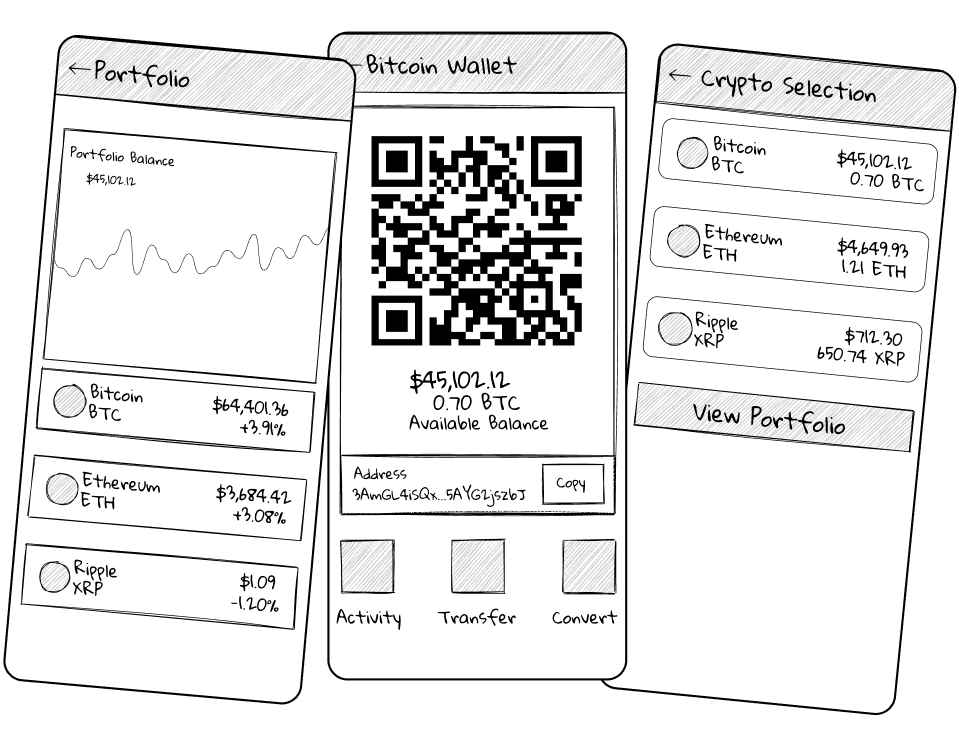 ←Portfolio
Portfolio Balance
$45,102.12
Bitcoin
BTC
$64,401.36
+3.91%
Ethereum
ETH
$3,684.42
+3.08%
Ripple
XRP
$1.09
-1.20%
←Bitcoin Wallet
$45,102.12
0.70 BTC
Available Balance
Address
3AmGL4iSQx...5AYG2jszbJ
Copy
Activity
Transfer
Convert
← Crypto Selection
Bitcoin
BTC
$45,102.12
0.70 BTC
Ethereum
ETH
$4,649.93
1.21 ETH
Ripple
XRP
$712.30
650.74 XRP
View Portfolio